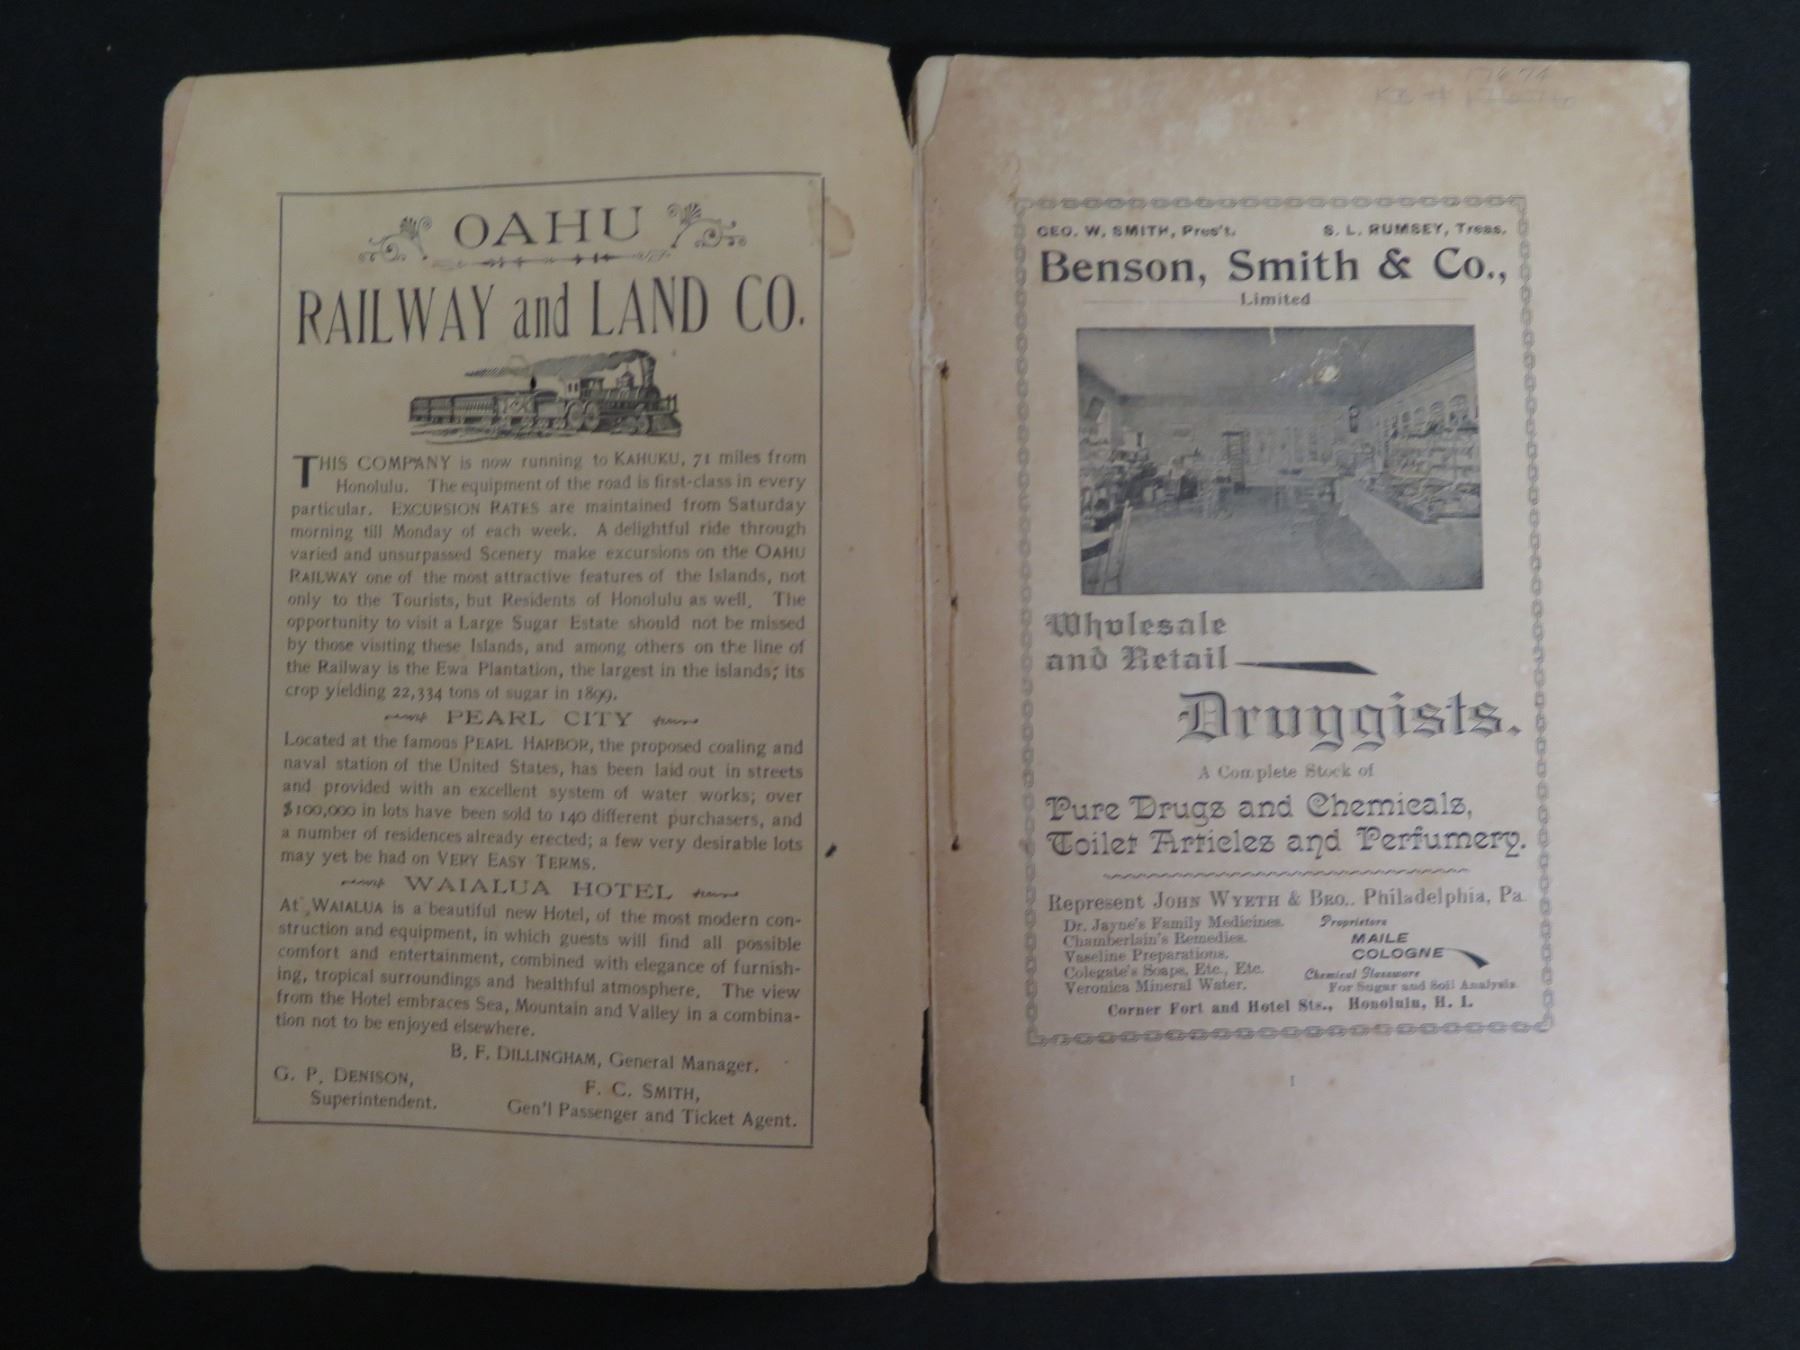 OAHU
RAILWAY and LAND CO.
THIS COMPANY is now running to KAHUKU, 71 miles from
Honolulu. The equipment of the road is first-class in every
particular. EXCURSION RATES are maintained from Saturday
morning till Monday of each week. A delightful ride through
varied and unsurpassed Scenery make excursions on the OAHU
RAILWAY one of the most attractive features of the Islands, not
only to the Tourists, but Residents of Honolulu as well. The
opportunity to visit a Large Sugar Estate should not be missed
by those visiting these Islands, and among others on the line of
the Railway is the Ewa Plantation, the largest in the islands; its
crop yielding 22,334 tons of sugar in 1899.
PEARL CITY
Located at the famous PEARL HARBOR, the proposed coaling and
naval station of the United States, has been laid out in streets
and provided with an excellent system of water works; over
$100,000 in lots have been sold to 140 different purchasers, and
a number of residences already erected; a few very desirable lots
may yet be had on VERY EASY TERMS.
WAIALUA HOTEL
At WAIALUA is a beautiful new Hotel, of the most modern con-
struction and equipment, in which guests will find all possible
comfort and entertainment, combined with elegance of furnish-
ing, tropical surroundings and healthful atmosphere. The view
from the Hotel embraces Sea, Mountain and Valley in a combina-
tion not to be enjoyed elsewhere.
B. F. DILLINGHAM, General Manager.
G. P. DENISON,
Superintendent.
F. C. SMITH,
Gen'l Passenger and Ticket Agent.
GEO. W. SMITH, Pres't.
S. L. RUMSEY, Treas.
Benson, Smith & Co.,
Limited
Wholesale
and Retail
Druggists.
A Complete Stock of
Pure Drugs and Chemicals,
Toilet Articles and Perfumery.
Represent JOHN WYETH & BRO., Philadelphia, Pa.
Dr. Jayne's Family Medicines.
Chamberlain's Remedies.
Vaseline Preparations.
Colegate's Soaps, Etc., Etc.
Veronica Mineral Water.
Proprietors
MAILE
COLOGNE
Chemical Glassware
For Sugar and Soil Analysis
Corner Fort and Hotel Sts., Honolulu, H. I.
1